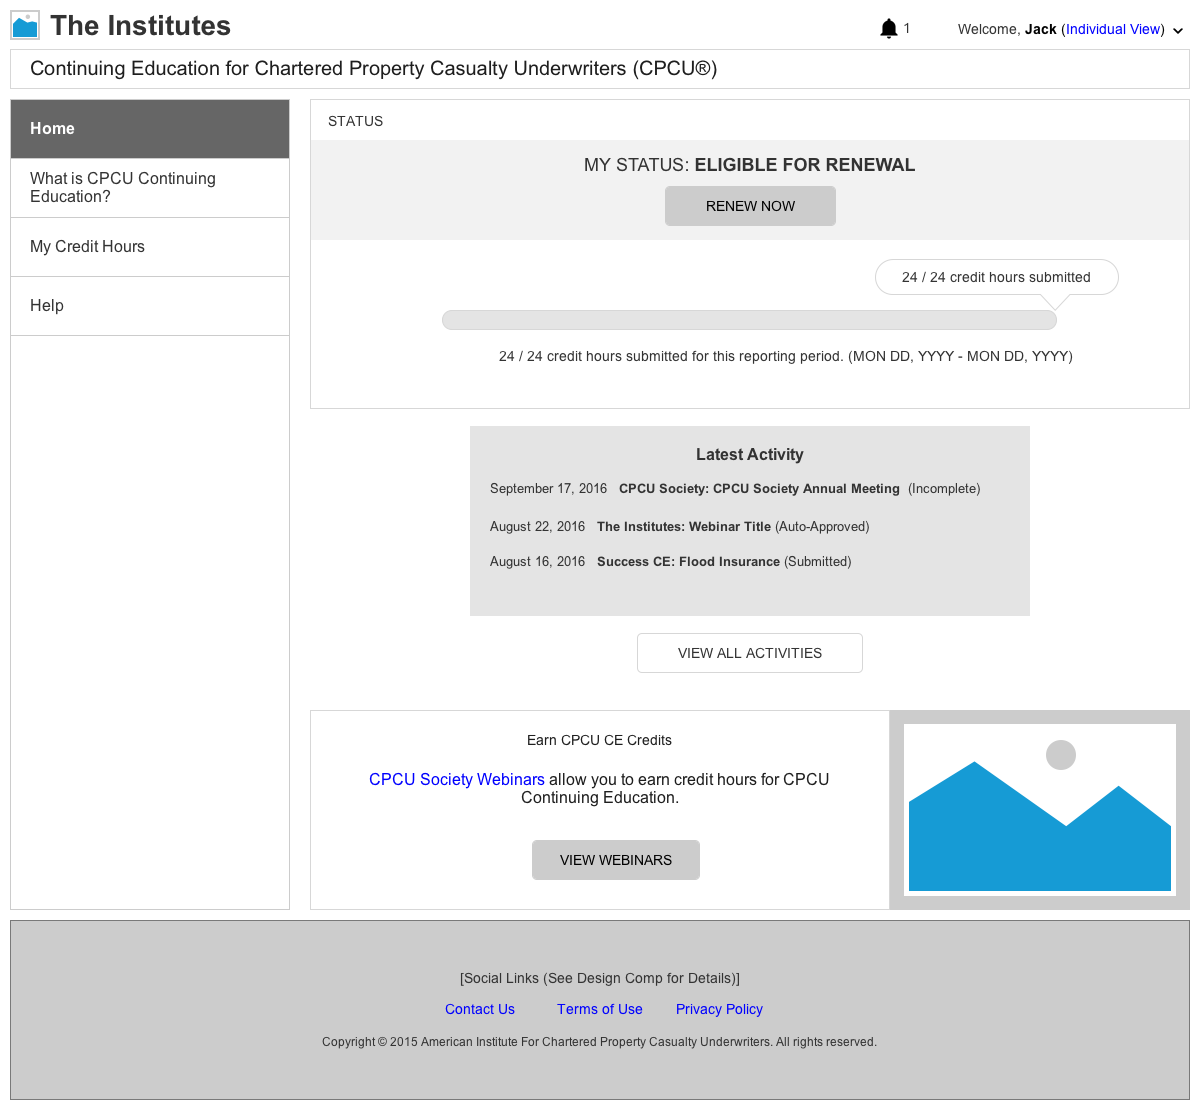 The Institutes
1
Welcome, Jack (Individual View)
Continuing Education for Chartered Property Casualty Underwriters (CPCU®)
Home
What is CPCU Continuing
Education?
My Credit Hours
Help
STATUS
MY STATUS: ELIGIBLE FOR RENEWAL
RENEW NOW
24 / 24 credit hours submitted
24 / 24 credit hours submitted for this reporting period. (MON DD, YYYY - MON DD, YYYY)
Latest Activity
September 17, 2016 CPCU Society: CPCU Society Annual Meeting (Incomplete)
August 22, 2016 The Institutes: Webinar Title (Auto-Approved)
August 16, 2016 Success CE: Flood Insurance (Submitted)
VIEW ALL ACTIVITIES
Earn CPCU CE Credits
CPCU Society Webinars allow you to earn credit hours for CPCU
Continuing Education.
VIEW WEBINARS
[Social Links (See Design Comp for Details)]
Contact Us Terms of Use Privacy Policy
Copyright © 2015 American Institute For Chartered Property Casualty Underwriters. All rights reserved.